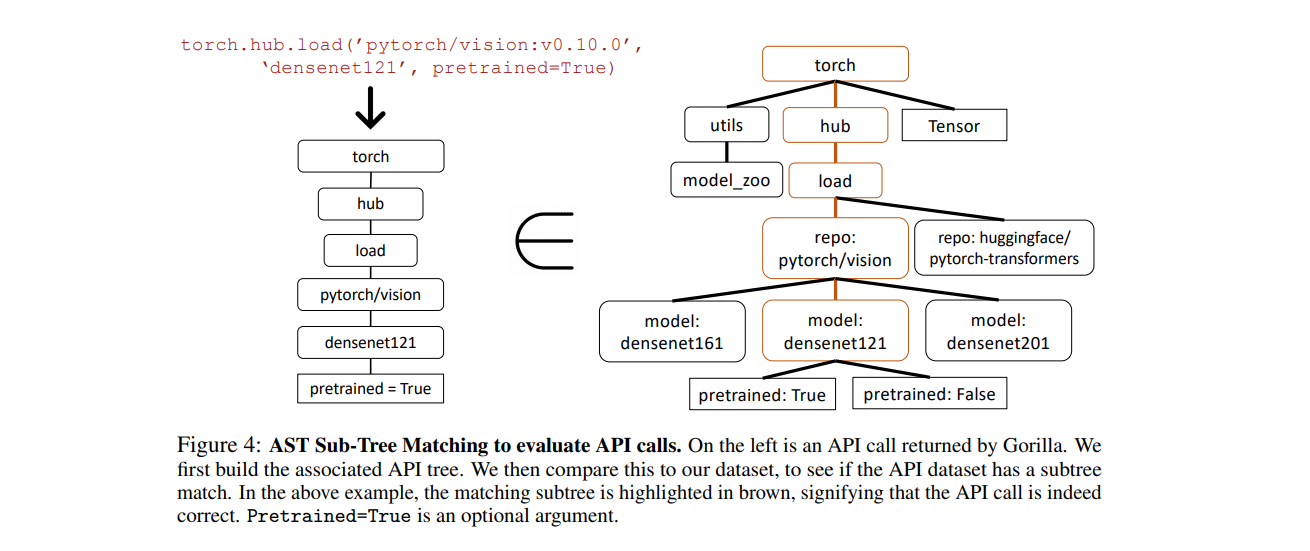 torch.hub.load('pytorch/vision:v0.10.0',
'densenet121', pretrained=True)
torch
hub
load
pytorch/vision
densenet121
pretrained = True
∈
torch
utils
hub
Tensor
model_zoo
load
repo:
pytorch/vision
repo: huggingface/
pytorch-transformers
model:
densenet161
model:
densenet121
model:
densenet201
pretrained: True
pretrained: False
Figure 4: AST Sub-Tree Matching to evaluate API calls. On the left is an API call returned by Gorilla. We
first build the associated API tree. We then compare this to our dataset, to see if the API dataset has a subtree
match. In the above example, the matching subtree is highlighted in brown, signifying that the API call is indeed
correct. Pretrained=True is an optional argument.